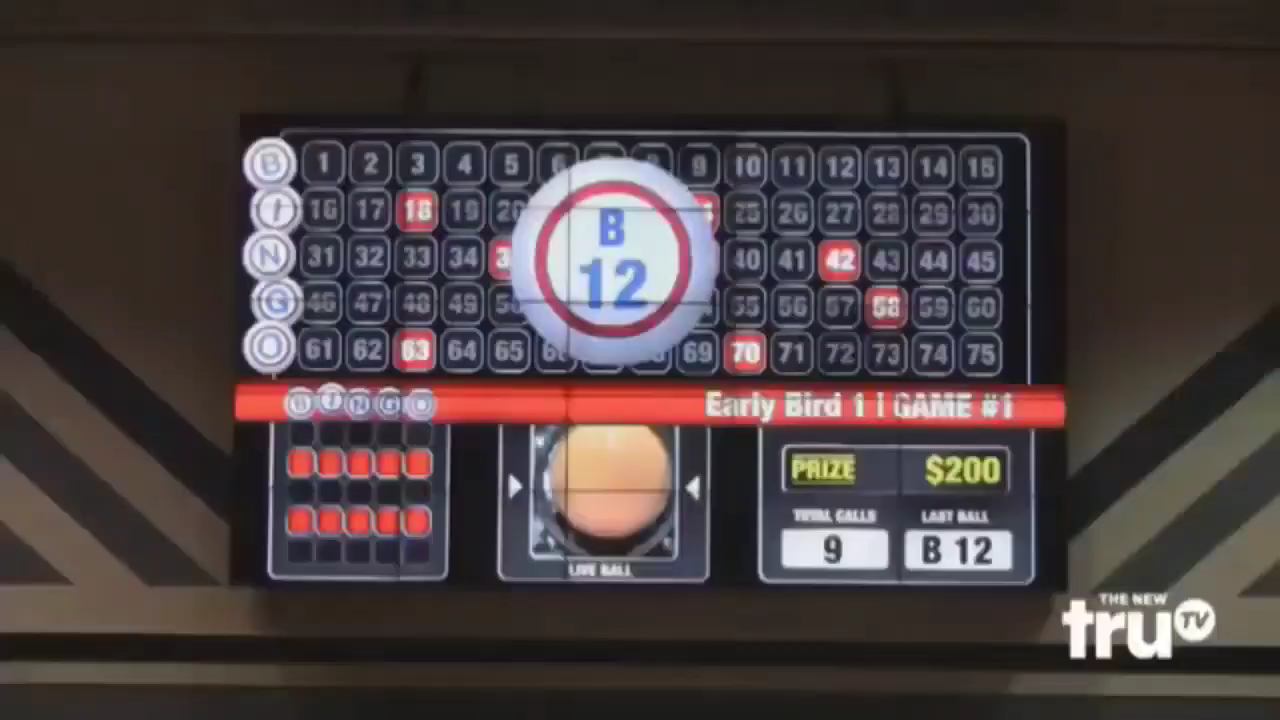 B 1 2 3 4 5 9 10 11 12 13 14 15
I 16 17 18 19 20 25 26 27 28 29 30
N 31 32 33 34 40 41 42 43 44 45
G 46 47 48 49 55 56 57 58 59 60
O 61 62 63 64 65 69 70 71 72 73 74 75
B
12
B I N G O
Early Bird 1 | GAME #1
PRIZE $200
TOTAL CALLS LAST BALL
9 B 12
LIVE BALL
THE NEW
truTV